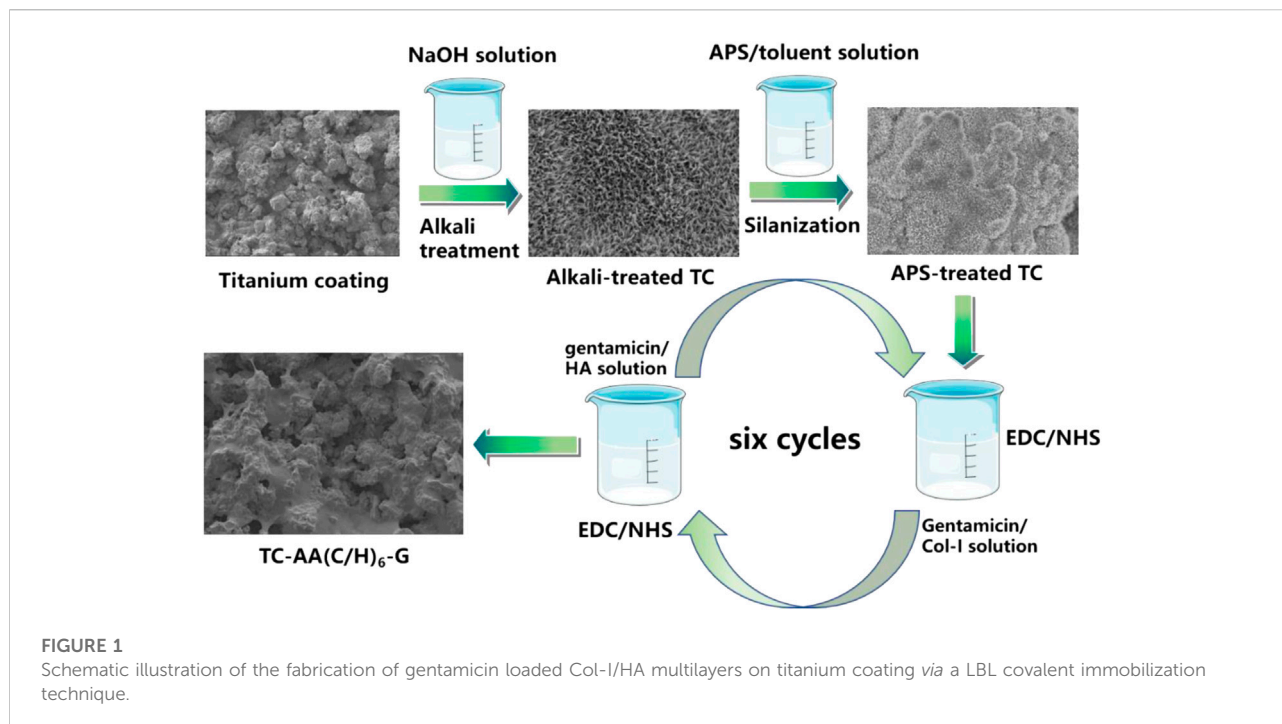 NaOH solution
APS/toluent solution
Alkali
treatment
Silanization
Titanium coating
Alkali-treated TC
APS-treated TC
gentamicin/
HA solution
six cycles
EDC/NHS
EDC/NHS
Gentamicin/
Col-I solution
TC-AA(C/H)₆-G
FIGURE 1
Schematic illustration of the fabrication of gentamicin loaded Col-I/HA multilayers on titanium coating via a LBL covalent immobilization
technique.